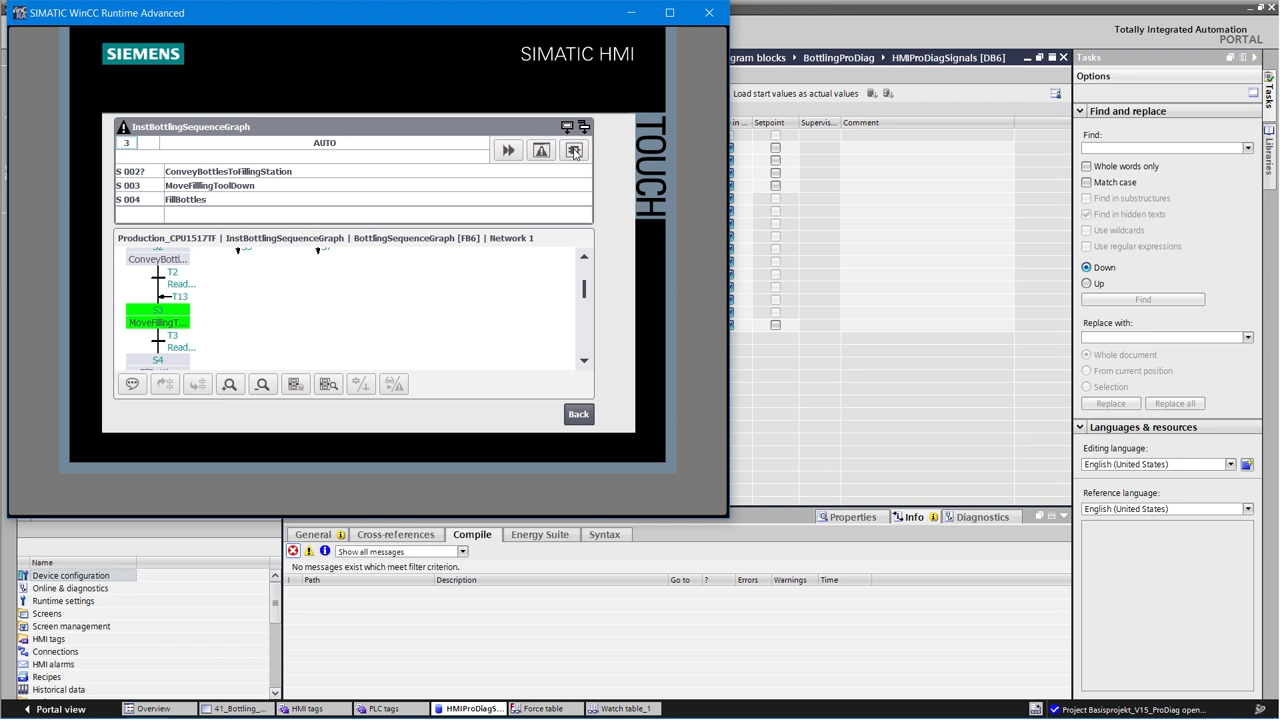 SIMATIC WinCC Runtime Advanced
SIEMENS
SIMATIC HMI
TOUCH
InstBottlingSequenceGraph
3 AUTO
S 002? ConveyBottlesToFillingStation
S 003 MoveFilllingToolDown
S 004 FillBottles
Production_CPU1517TF | InstBottlingSequenceGraph | BottlingSequenceGraph [FB6] | Network 1
ConveyBottl...
T2
Read...
T13
S3
MoveFillingT...
T3
Read...
S4
Back
Totally Integrated Automation
PORTAL
gram blocks BottlingProDiag HMIProDiagSignals [DB6]
Load start values as actual values
in ... Setpoint Supervis... Comment
Tasks
Options
Find and replace
Find:
Whole words only
Match case
Find in substructures
Find in hidden texts
Use wildcards
Use regular expressions
Down
Up
Find
Replace with:
Whole document
From current position
Selection
Replace Replace all
Languages & resources
Editing language:
English (United States)
Reference language:
English (United States)
Tasks
Libraries
Properties Info Diagnostics
General Cross-references Compile Energy Suite Syntax
Show all messages
No messages exist which meet filter criterion.
! Path Description Go to ? Errors Warnings Time
Name
Device configuration
Online & diagnostics
Runtime settings
Screens
Screen management
HMI tags
Connections
HMI alarms
Recipes
Historical data
Portal view Overview 41_Bottling_... HMI tags PLC tags HMIProDiagS... Force table Watch table_1 Project Basisprojekt_V15_ProDiag open...